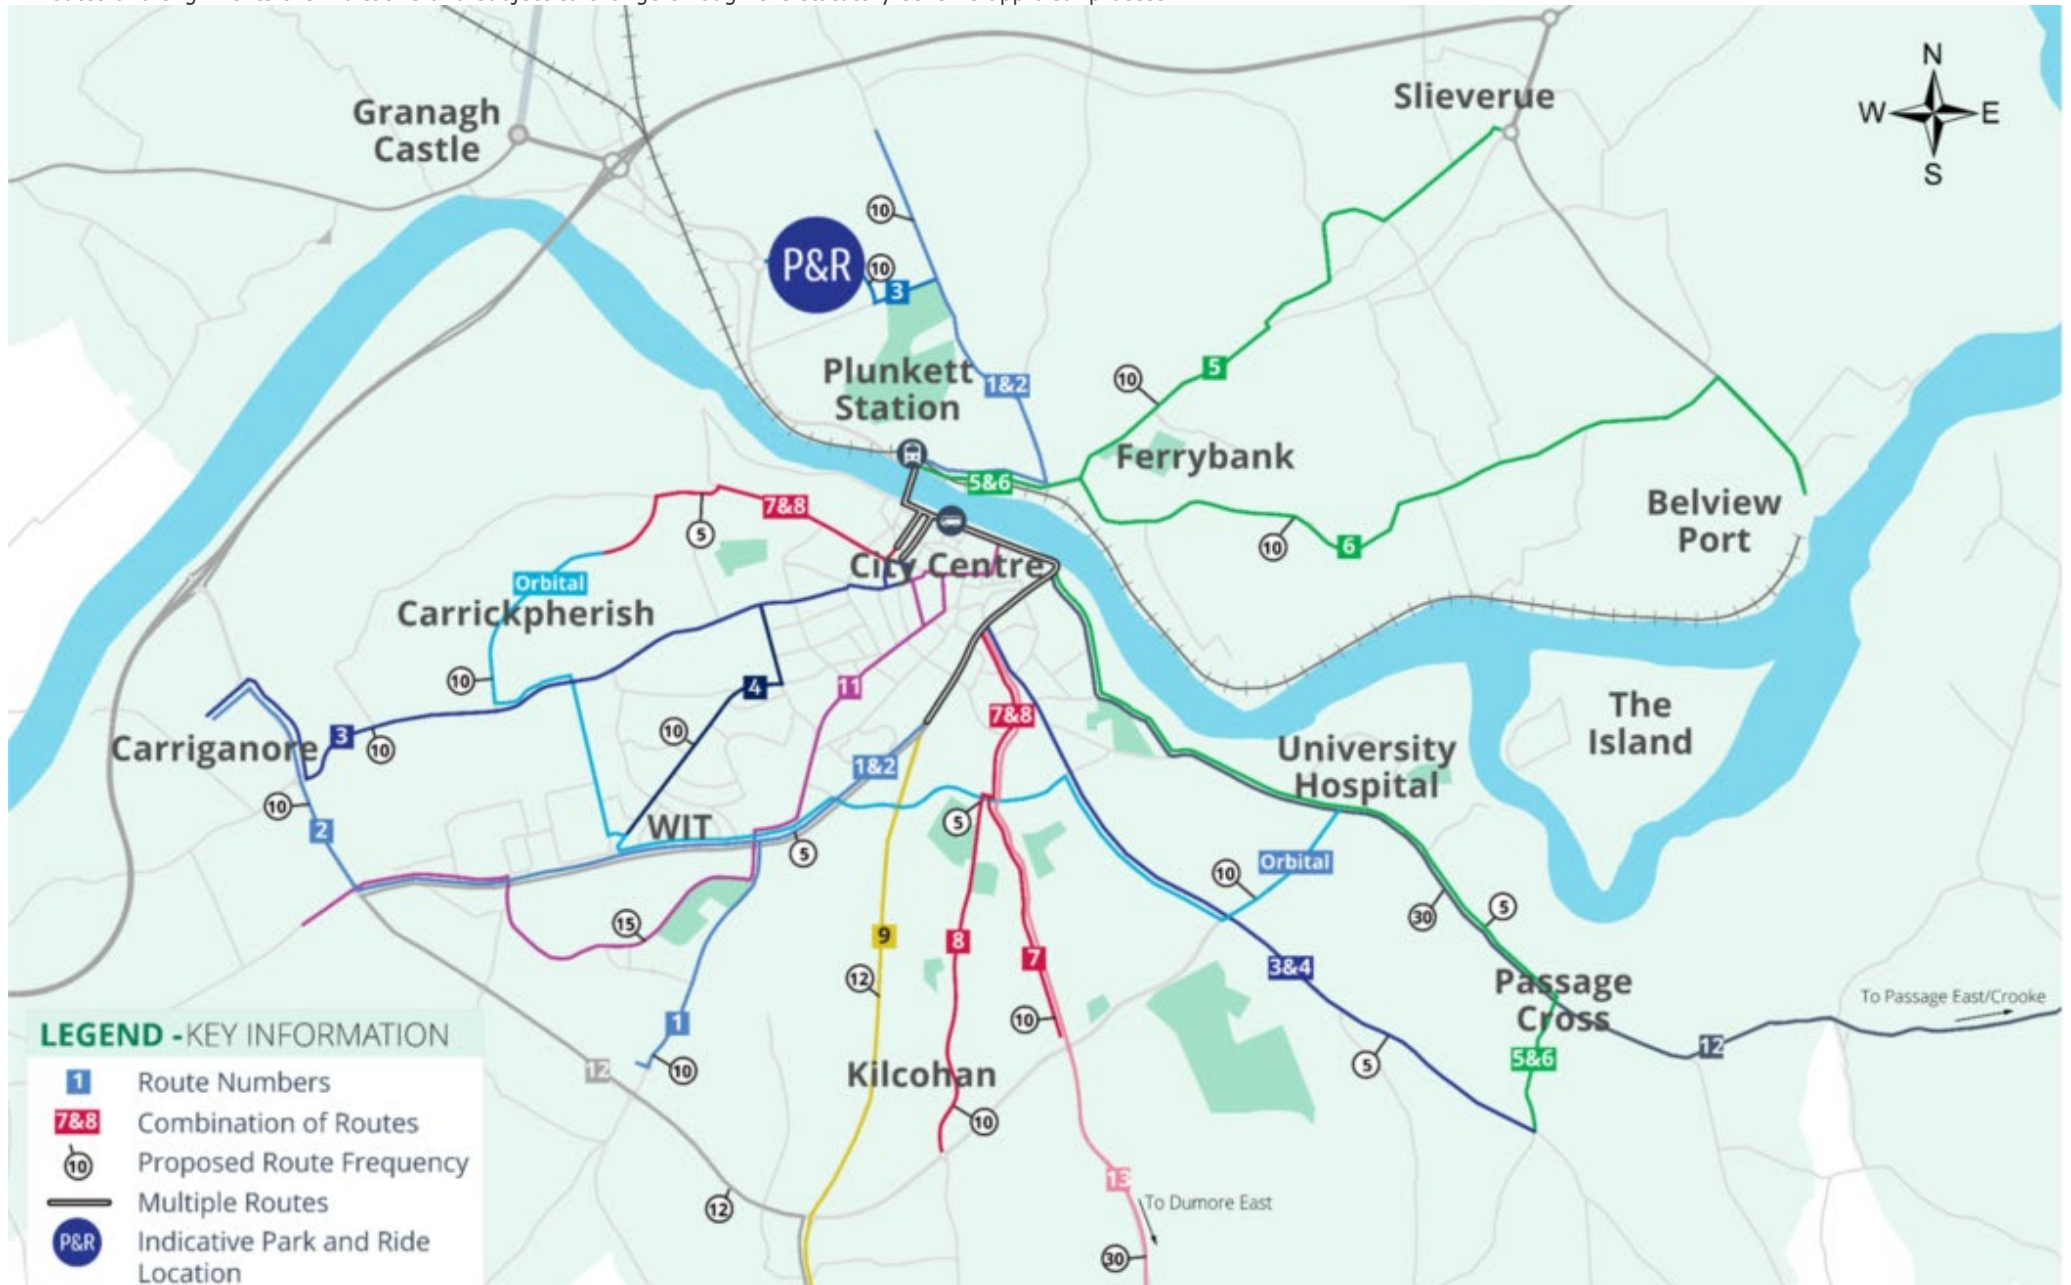 N
W
E
S
Slieverue
Granagh
Castle
10
P&R
10
3
Plunkett
Station
1&2
5
10
Ferrybank
5&6
Belview
Port
7&8
5
10
6
City Centre
Orbital
Carrickpherish
10
4
11
The
Island
7&8
3
10
10
Carriganore
University
Hospital
1&2
10
2
WIT
5
5
Orbital
10
30
5
15
9
8
7
3&4
12
Passage
Cross
To Passage East/Crooke
10
1
10
12
5&6
12
5
Kilcohan
10
13
To Dumore East
12
30
LEGEND - KEY INFORMATION
1 Route Numbers
7&8 Combination of Routes
10 Proposed Route Frequency
Multiple Routes
P&R Indicative Park and Ride
Location